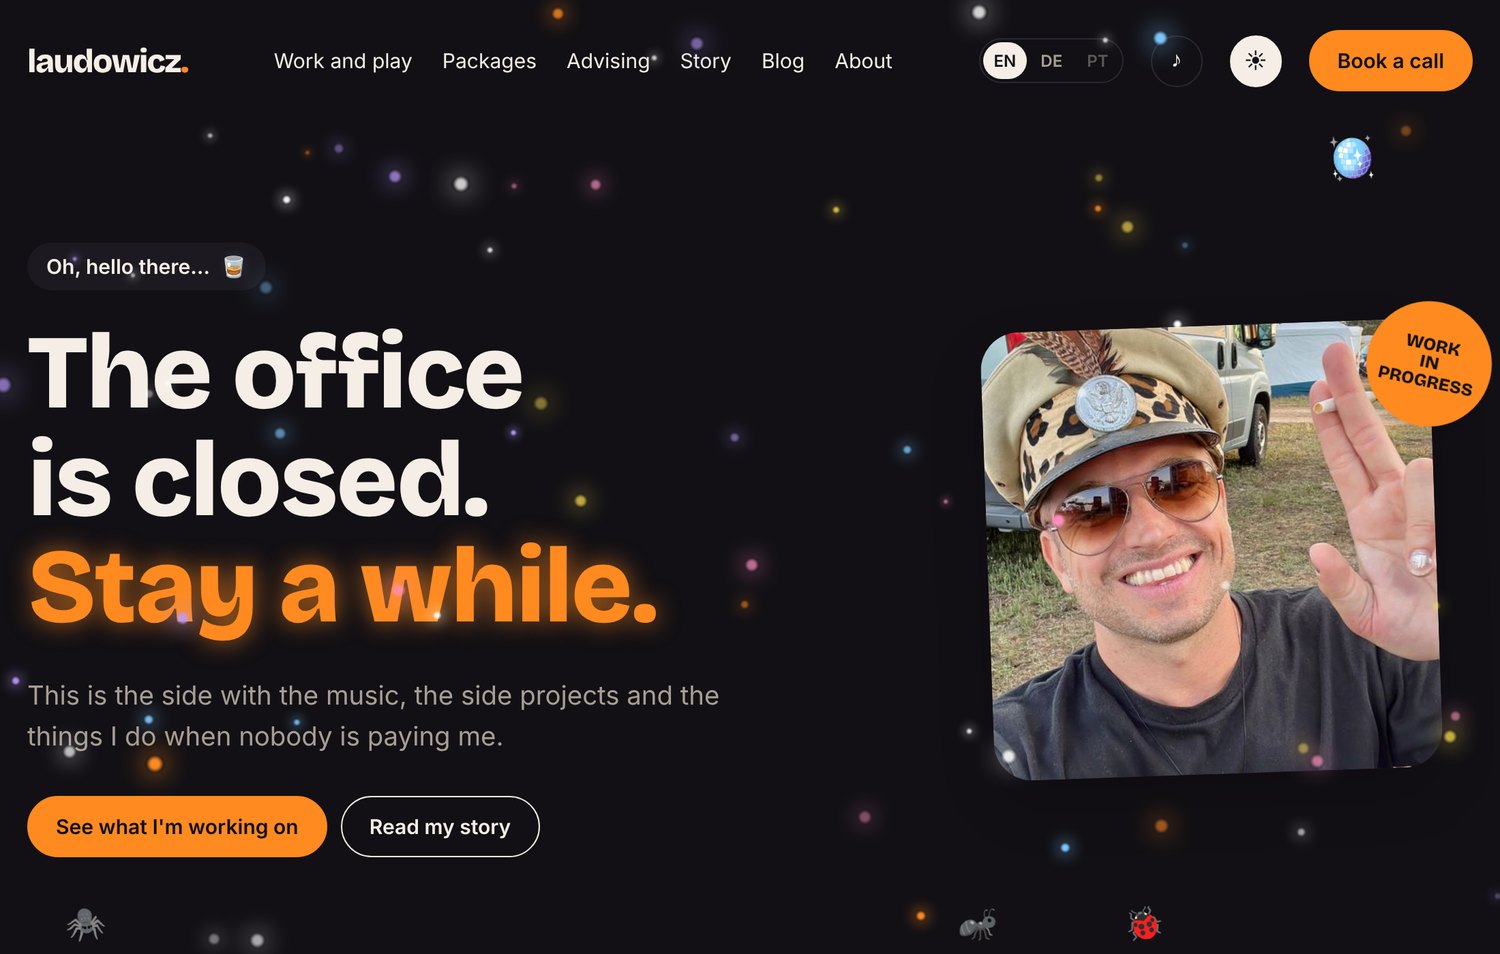 laudowicz.
Work and play
Packages
Advising
Story
Blog
About
EN
DE
PT
Book a call
Oh, hello there...
The office
is closed.
Stay a while.
WORK
IN
PROGRESS
This is the side with the music, the side projects and the
things I do when nobody is paying me.
See what I'm working on
Read my story